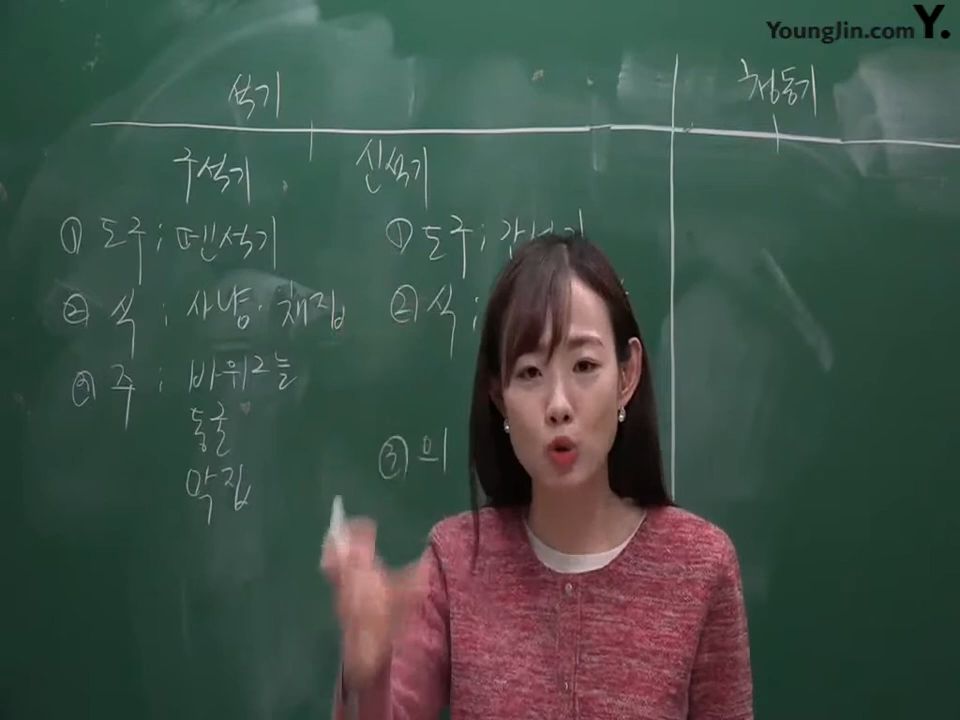 YoungJin.com Y.
석기 청동기
구석기 신석기
① 도구; 뗀석기 ① 도구;
② 식; 사냥·채집 ② 식;
③ 주; 바위그늘
동굴
막집
③ 의